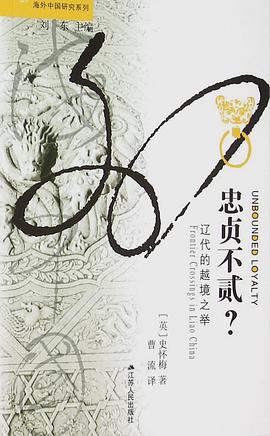 海外中国研究系列
刘 东 主编
忠贞不贰？
UNBOUNDED LOYALTY
辽代的越境之举
Frontier Crossings in Liao China
［英］史怀梅 著
曹 流 译
江苏人民出版社